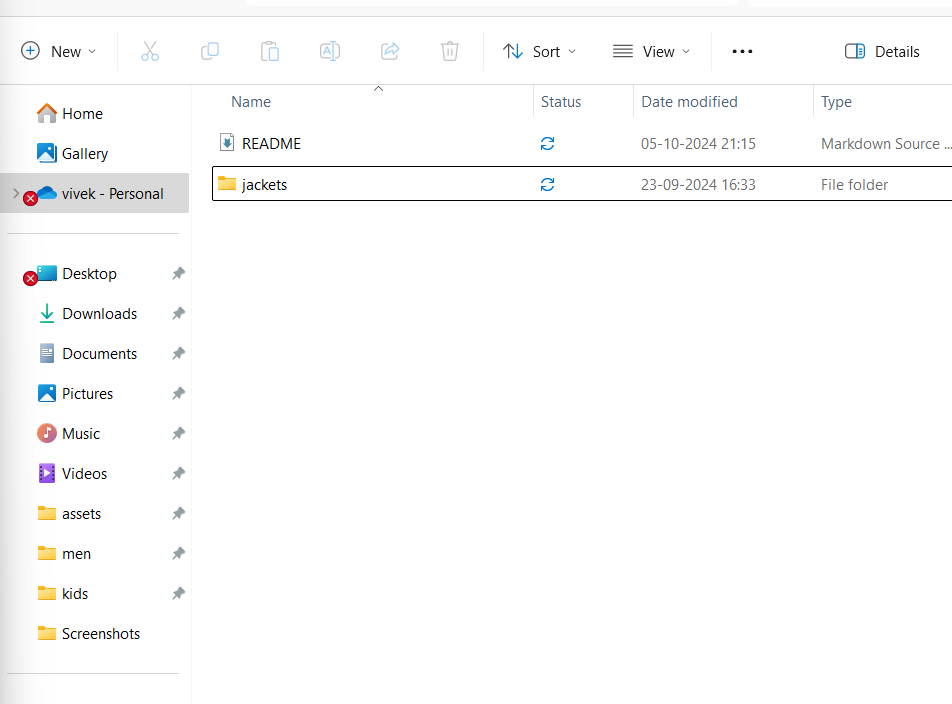 New Sort View Details
Name Status Date modified Type
README 05-10-2024 21:15 Markdown Source ...
jackets 23-09-2024 16:33 File folder
Home
Gallery
vivek - Personal
Desktop
Downloads
Documents
Pictures
Music
Videos
assets
men
kids
Screenshots